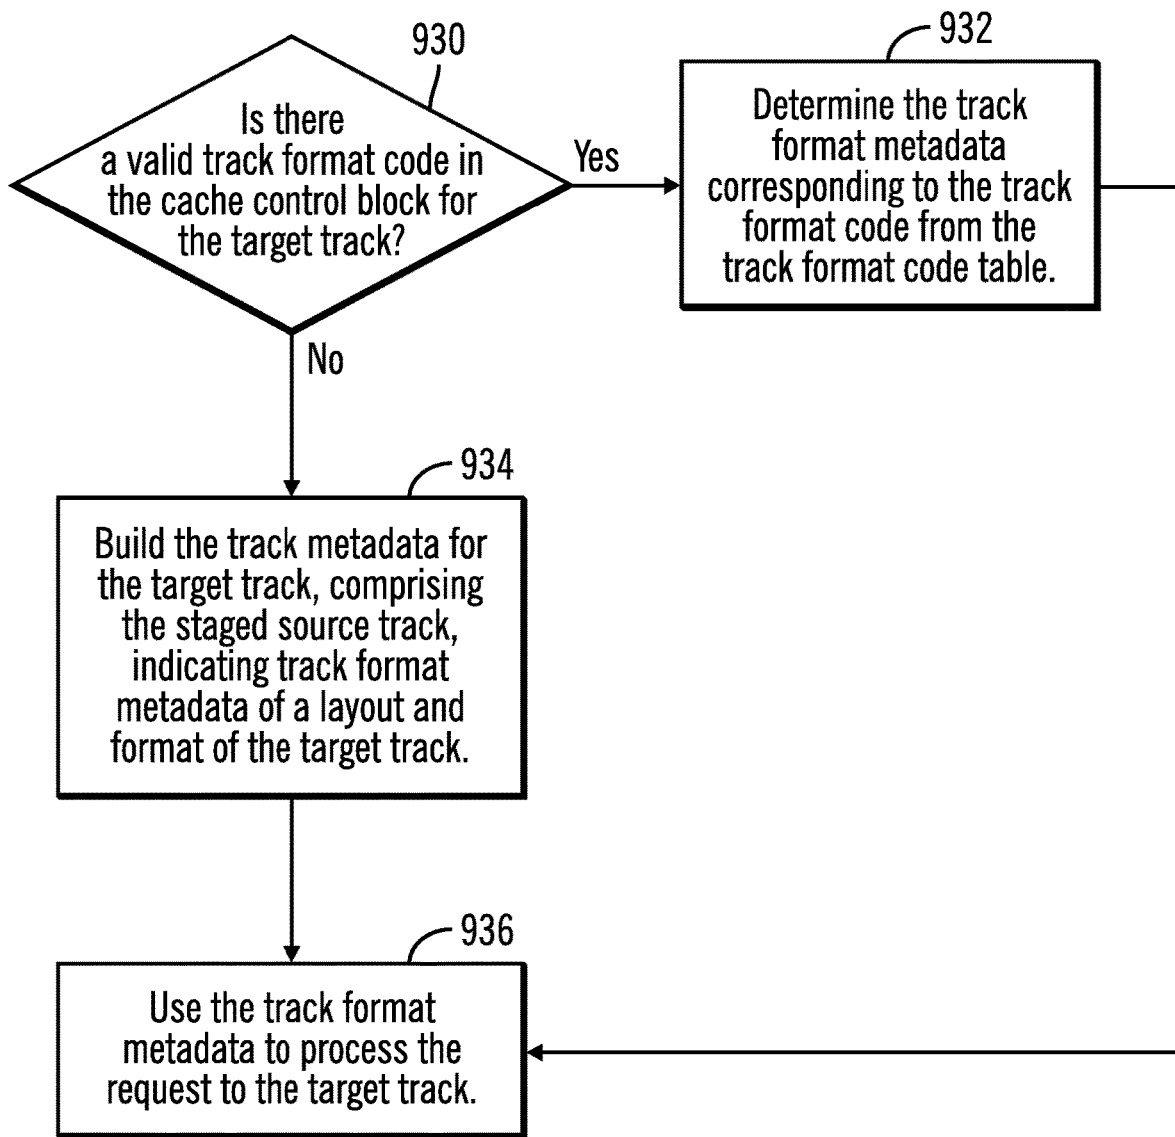 930
Is there
a valid track format code in
the cache control block for
the target track?
Yes
932
Determine the track
format metadata
corresponding to the track
format code from the
track format code table.
No
934
Build the track metadata for
the target track, comprising
the staged source track,
indicating track format
metadata of a layout and
format of the target track.
936
Use the track format
metadata to process the
request to the target track.